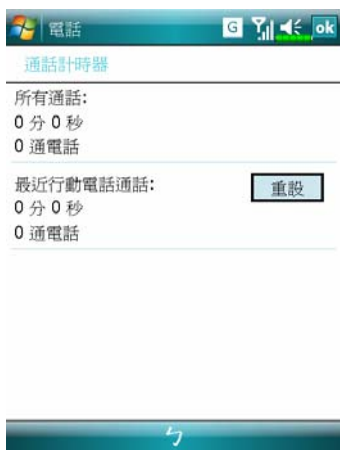 電話
G
ok
通話計時器
所有通話:
0 分 0 秒
0 通電話
最近行動電話通話:
重設
0 分 0 秒
0 通電話
ㄅ